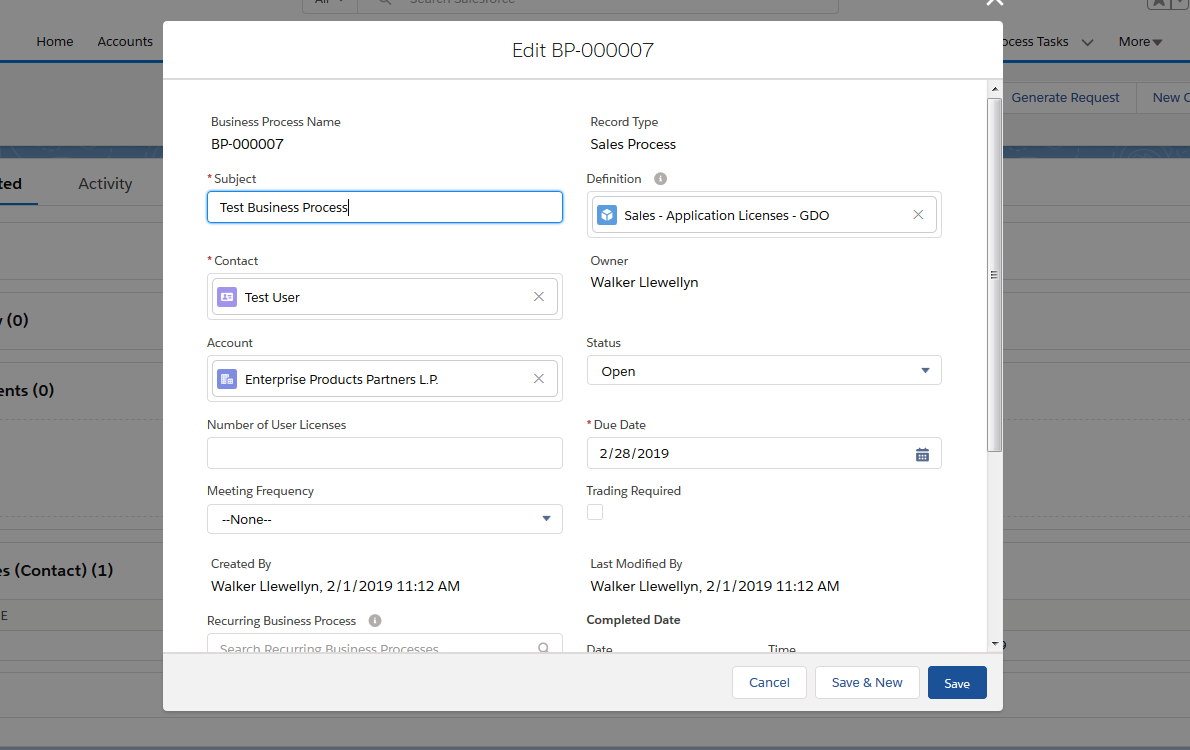 All
Search Salesforce
Home Accounts
ocess Tasks More
Edit BP-000007
Generate Request New
Business Process Name Record Type
BP-000007 Sales Process
ted Activity
*Subject Definition
Test Business Process Sales - Application Licenses - GDO
*Contact Owner
Test User Walker Llewellyn
y (0)
Account Status
Enterprise Products Partners L.P. Open
ents (0)
Number of User Licenses *Due Date
2/28/2019
Meeting Frequency Trading Required
--None--
Created By Last Modified By
es (Contact) (1)
Walker Llewellyn, 2/1/2019 11:12 AM Walker Llewellyn, 2/1/2019 11:12 AM
E
Recurring Business Process Completed Date
Search Recurring Business Processes Date Time
Cancel Save & New Save